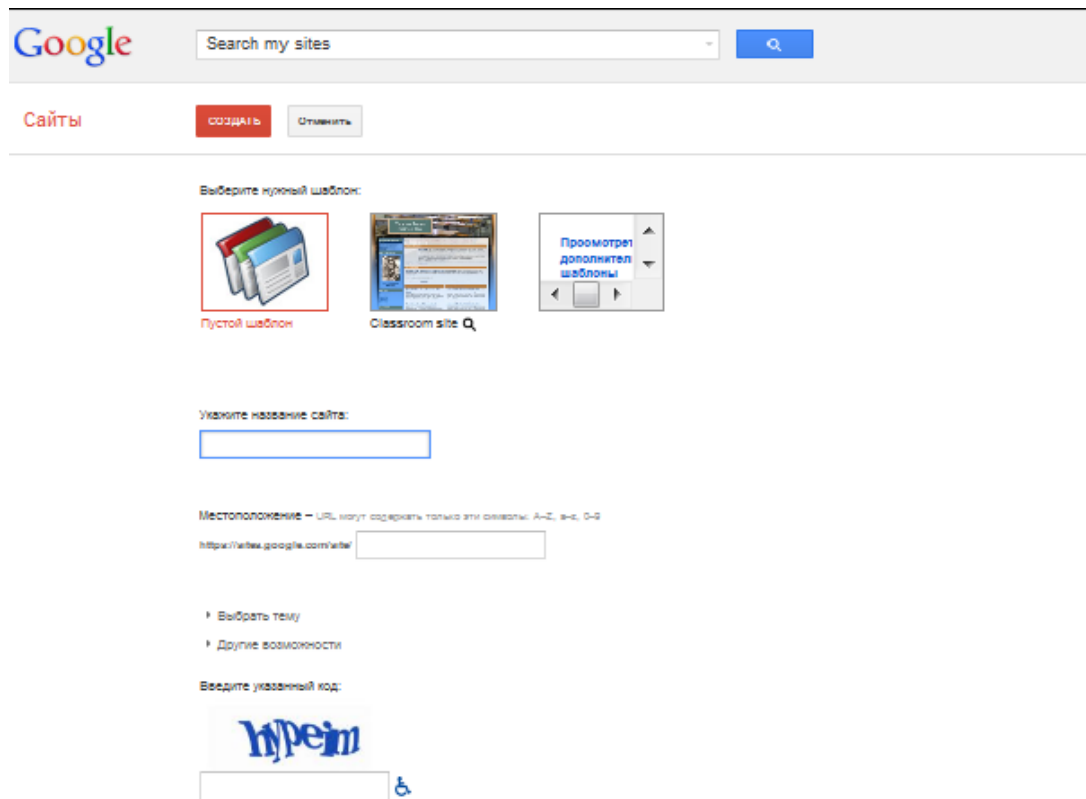 Google
Search my sites
Сайты
СОЗДАТЬ
Отменить
Выберите нужный шаблон:
Проомотрет
дополнител
шаблоны
Пустой шаблон
Classroom site
Укажите название сайта:
Местоположение – URL могут содержать только эти символы: A–Z, a–z, 0–9
https://sites.google.com/site/
Выбрать тему
Другие возможности
Введите указанный код:
hypeim